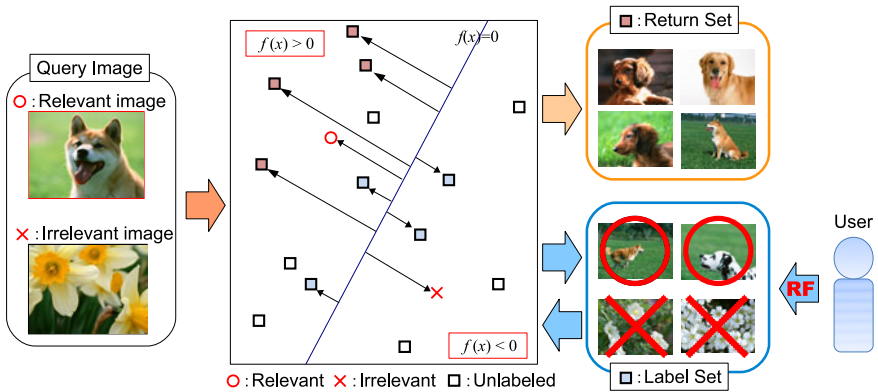 Query Image
: Relevant image
: Irrelevant image
f (x) > 0
f(x)=0
f (x) < 0
: Relevant
: Irrelevant
: Unlabeled
: Return Set
: Label Set
RF
User